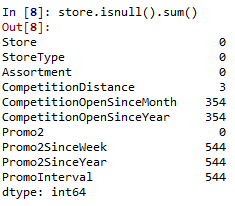 In [8]: store.isnull().sum()
Out[8]:
Store 0
StoreType 0
Assortment 0
CompetitionDistance 3
CompetitionOpenSinceMonth 354
CompetitionOpenSinceYear 354
Promo2 0
Promo2SinceWeek 544
Promo2SinceYear 544
PromoInterval 544
dtype: int64